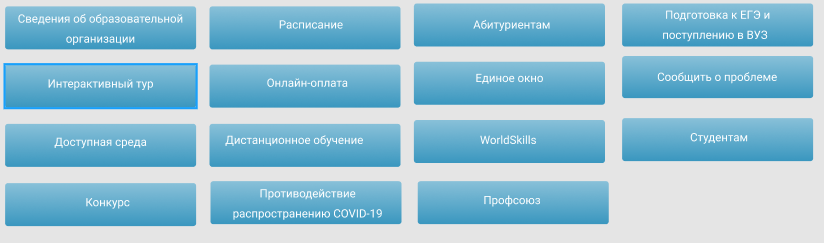 Сведения об образовательной
организации
Расписание
Абитуриентам
Подготовка к ЕГЭ и
поступлению в ВУЗ
Интерактивный тур
Онлайн-оплата
Единое окно
Сообщить о проблеме
Доступная среда
Дистанционное обучение
WorldSkills
Студентам
Конкурс
Противодействие
распространению COVID-19
Профсоюз